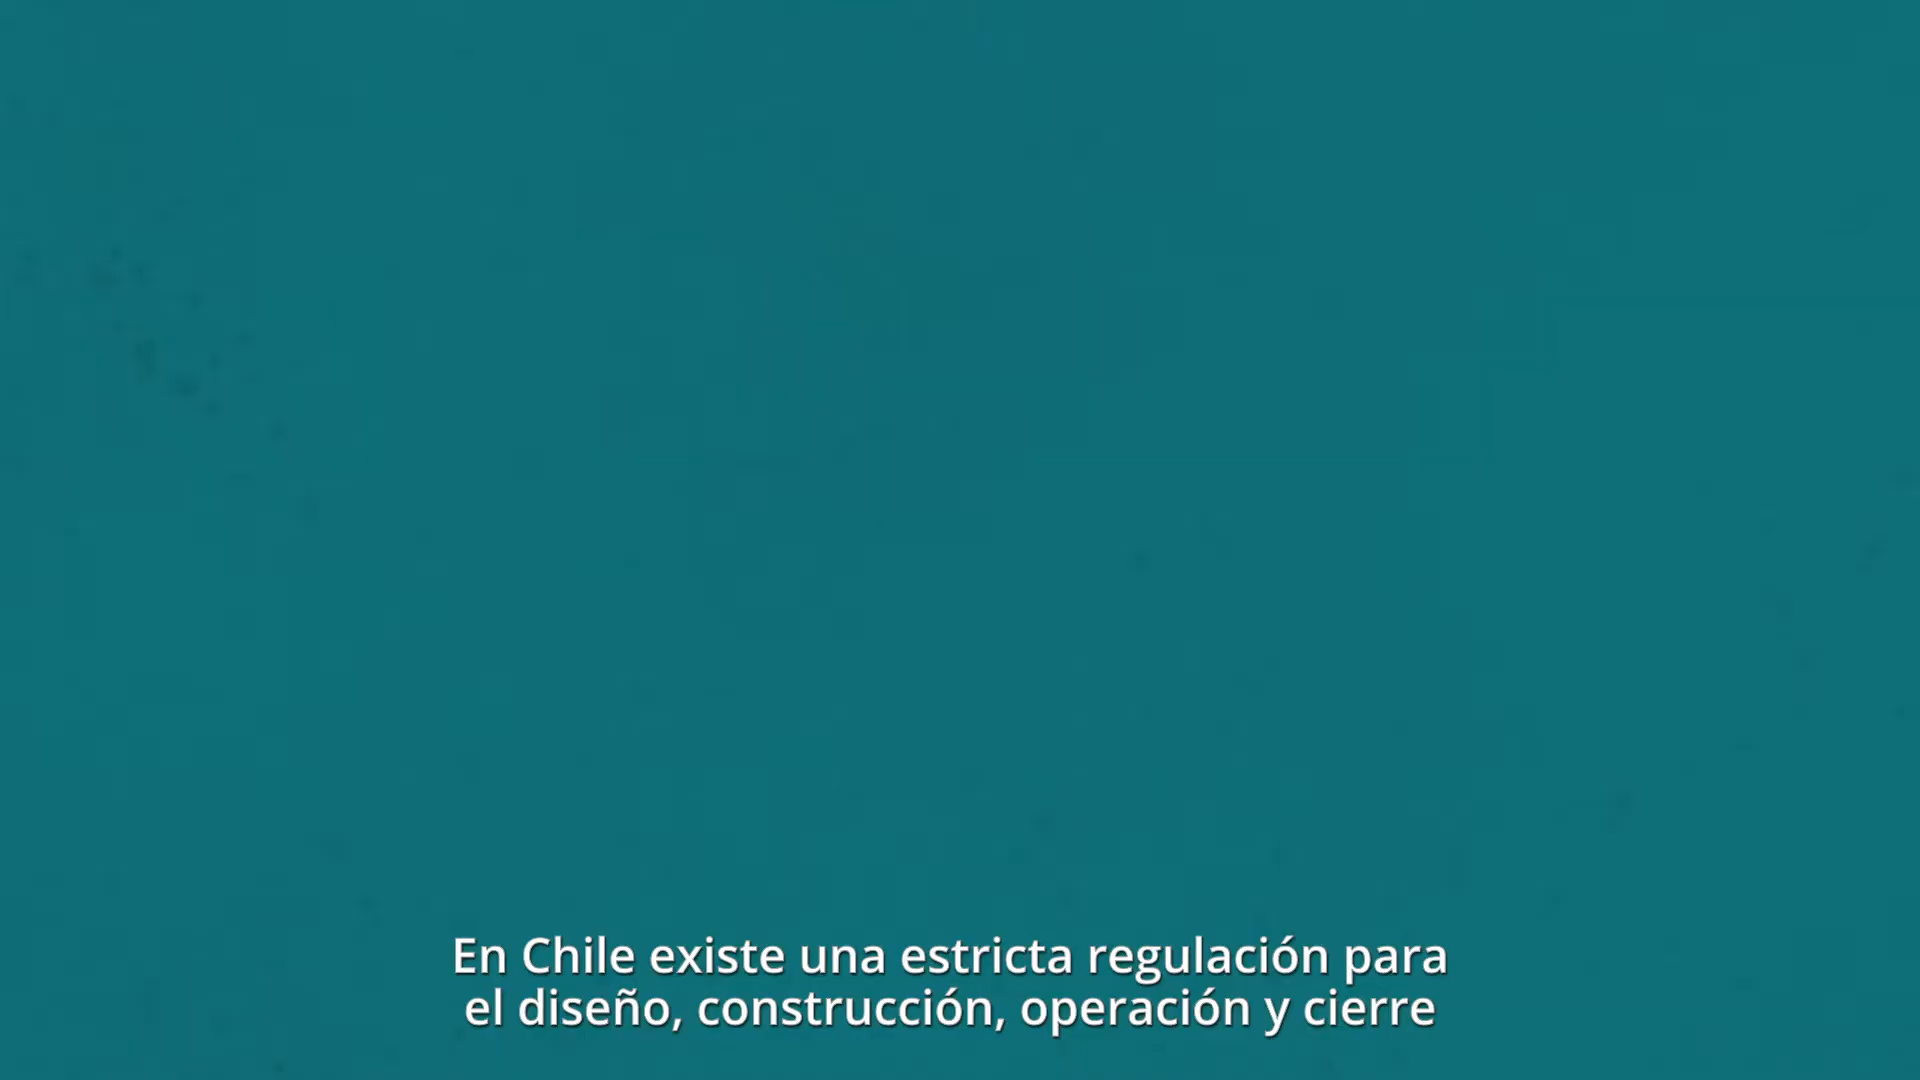 En Chile existe una estricta regulación para
el diseño, construcción, operación y cierre